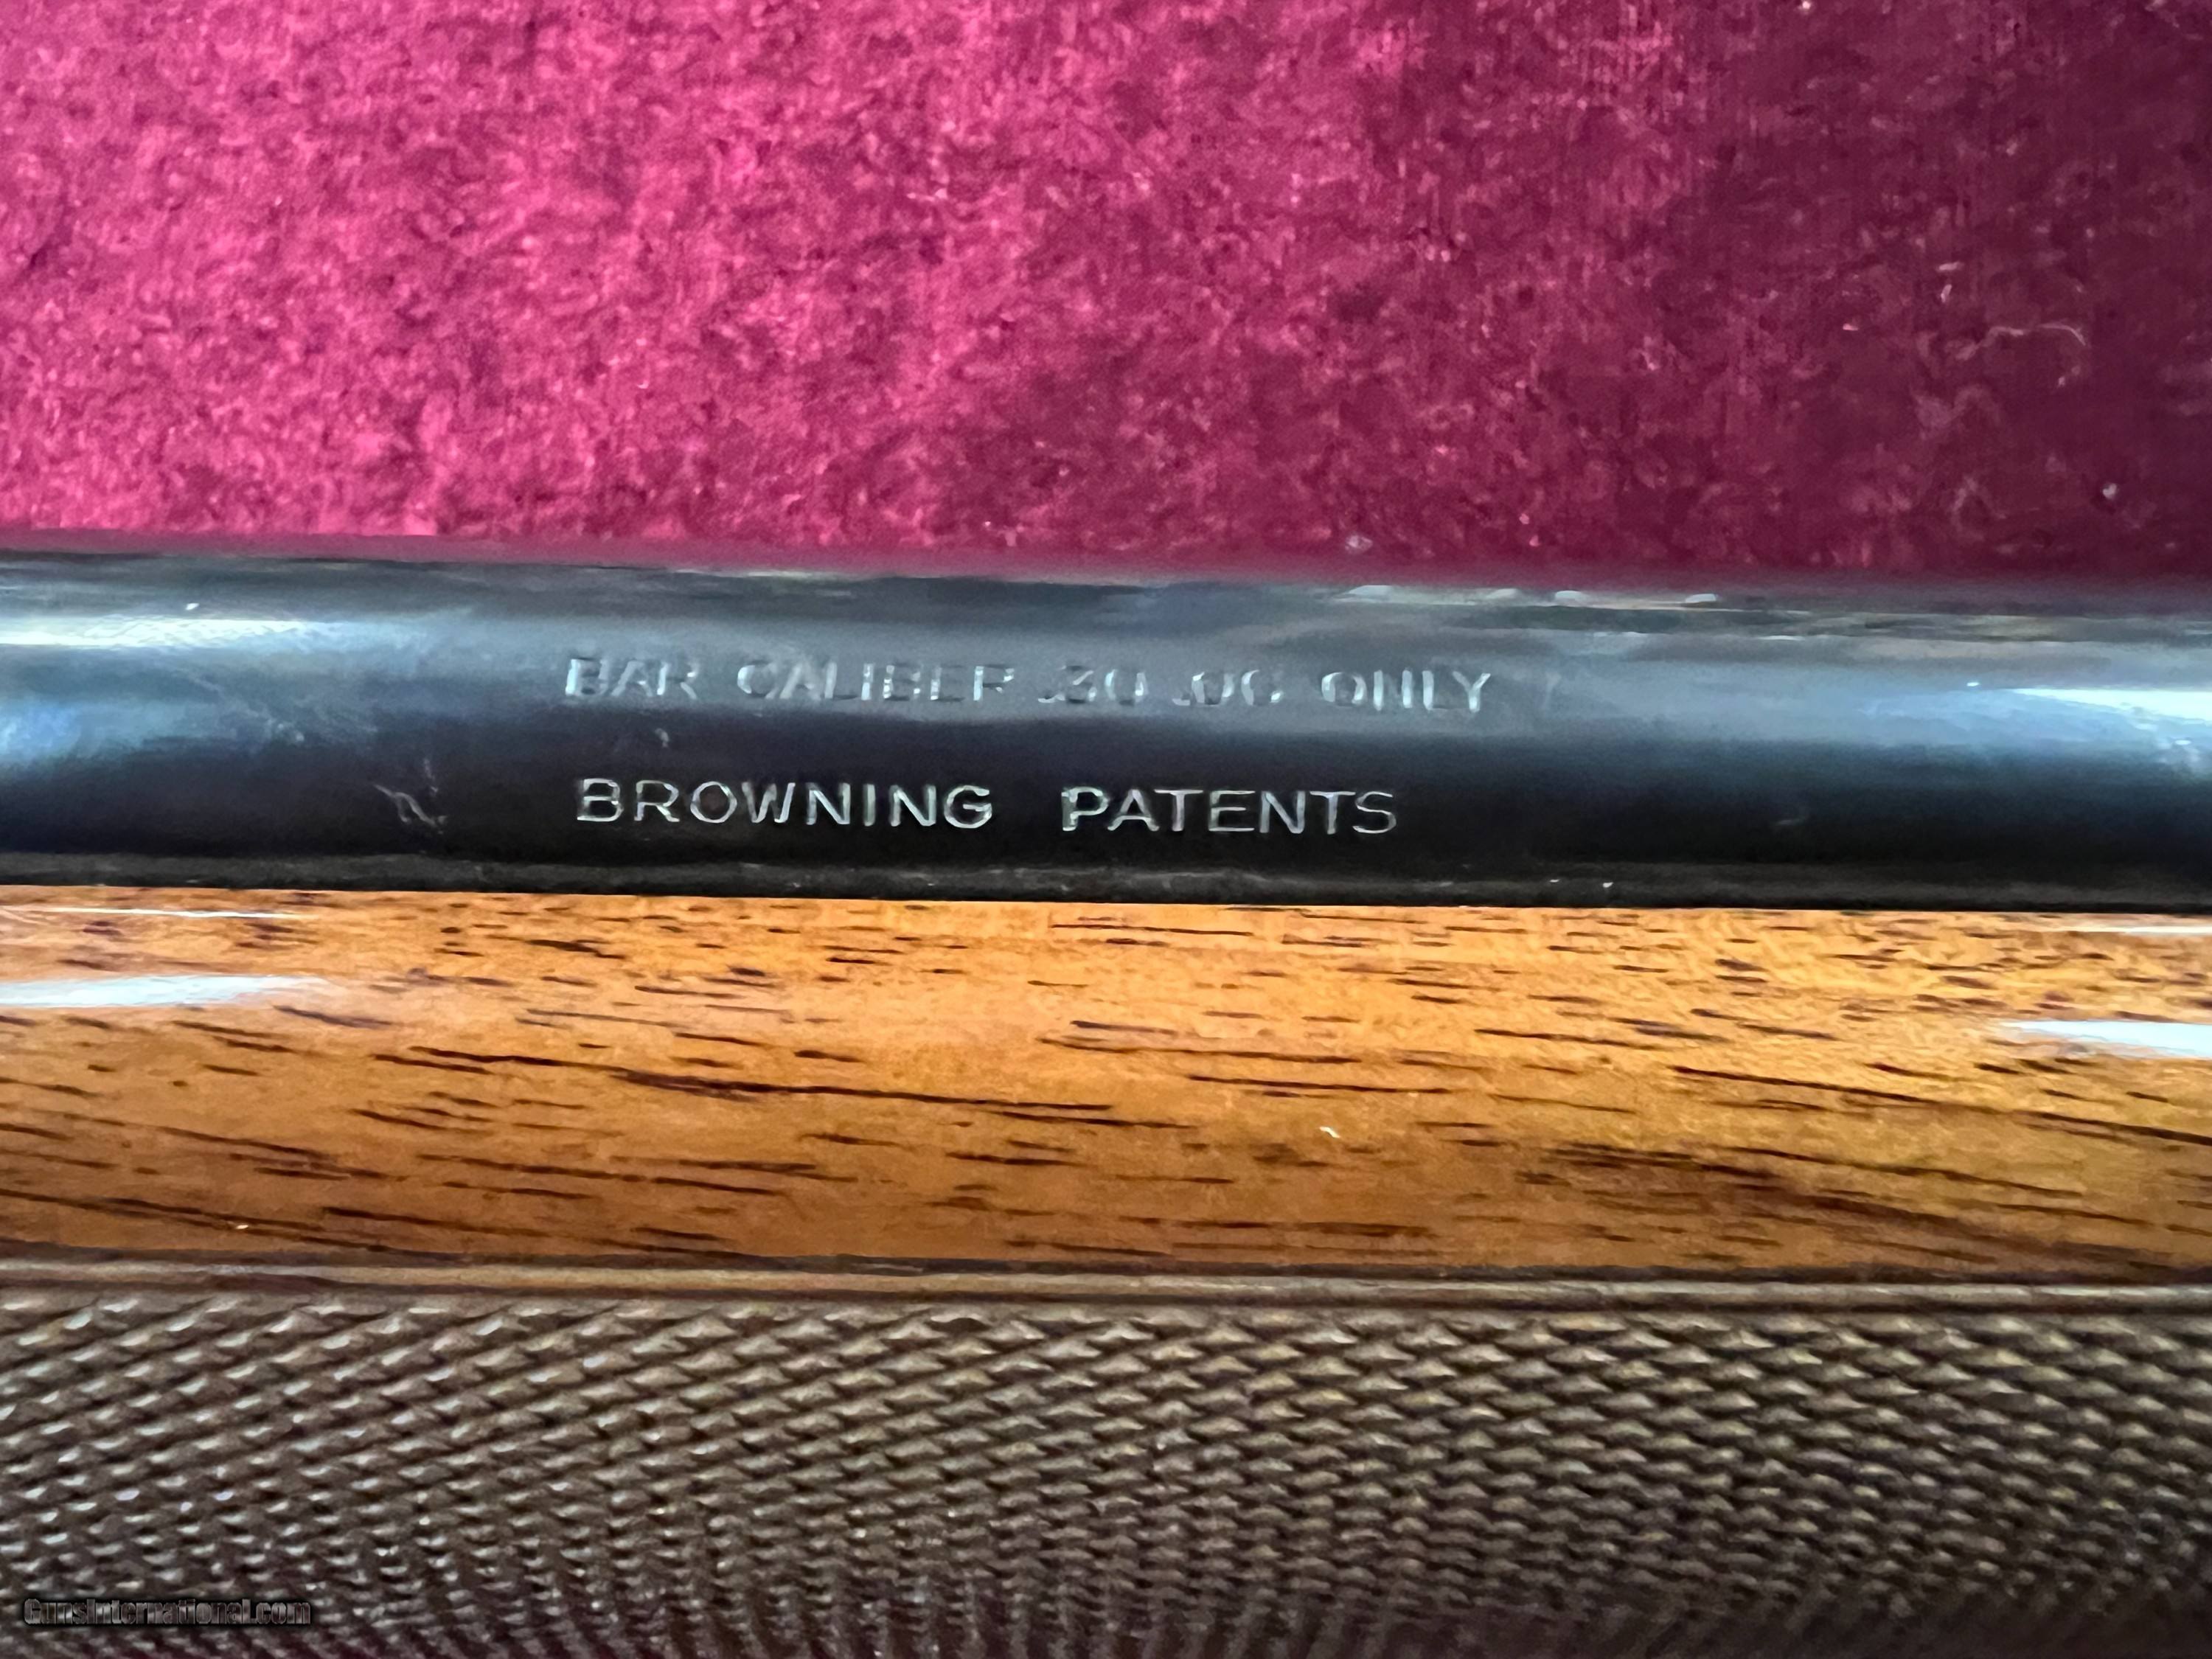 BAR CALIBER .30 .06 ONLY
BROWNING PATENTS
GunsInternational.com